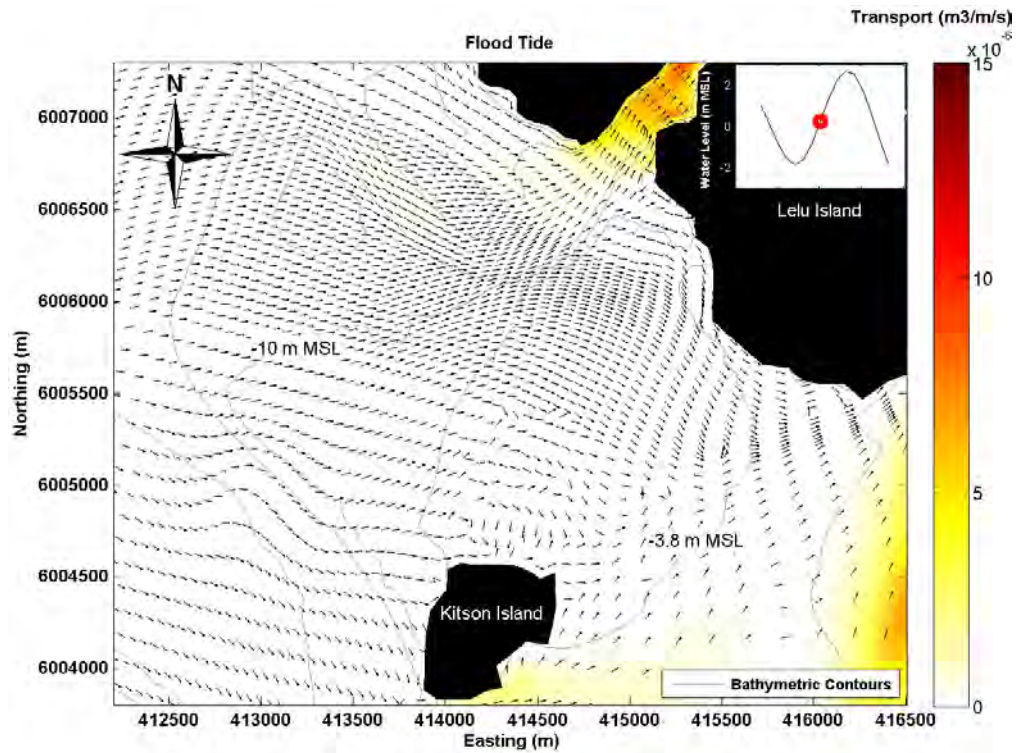 Transport (m3/m/s)
x 10-6
Flood Tide
N
Water Level (m MSL)
2
0
-2
Lelu Island
15
10
5
0
Northing (m)
6007000
6006500
6006000
6005500
6005000
6004500
6004000
-10 m MSL
-3.8 m MSL
Kitson Island
Bathymetric Contours
412500 413000 413500 414000 414500 415000 415500 416000 416500
Easting (m)